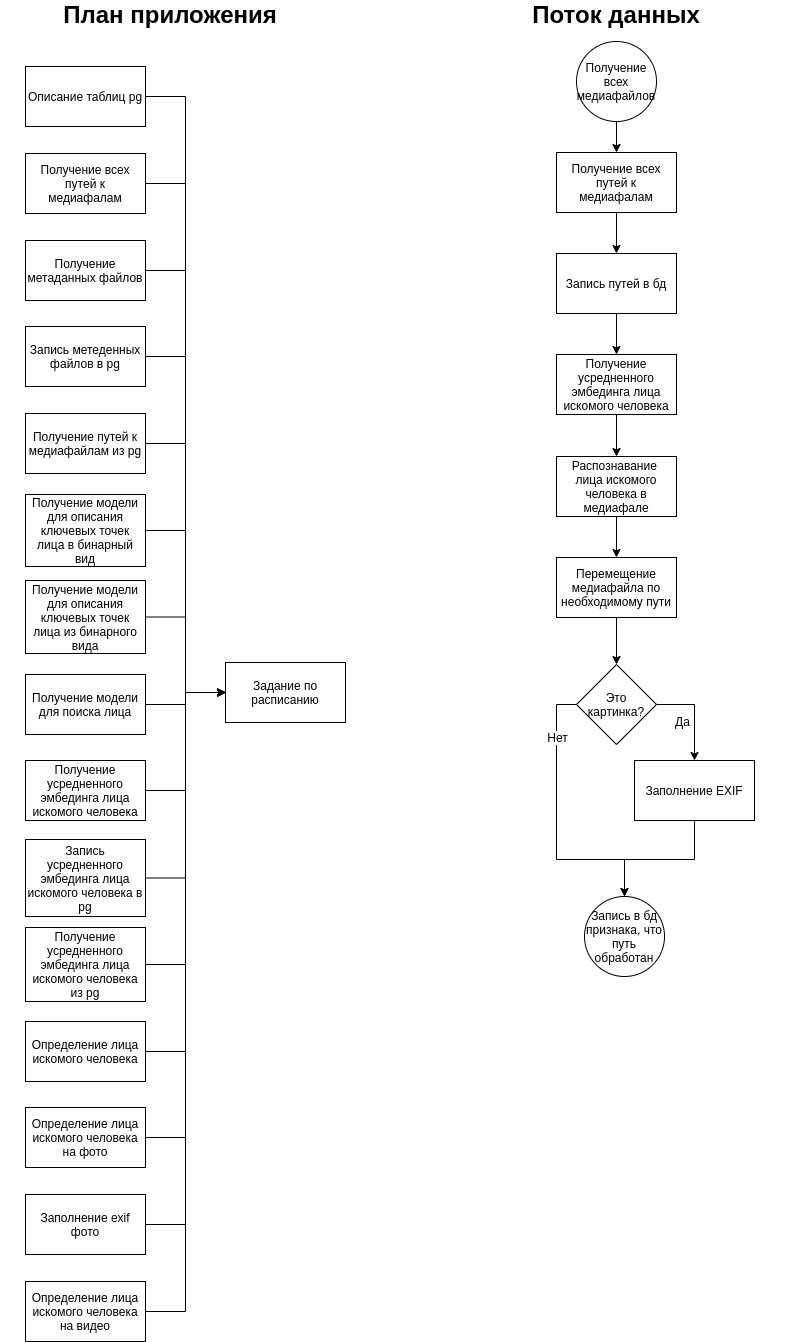 План приложения
Описание таблиц pg
Получение всех
путей к
медиафалам
Получение
метаданных файлов
Запись метеденных
файлов в pg
Получение путей к
медиафайлам из pg
Получение модели
для описания
ключевых точек
лица в бинарный
вид
Получение модели
для описания
ключевых точек
лица из бинарного
вида
Получение модели
для поиска лица
Получение
усредненного
эмбединга лица
искомого человека
Запись
усредненного
эмбединга лица
искомого человека в
pg
Получение
усредненного
эмбединга лица
искомого человека
из pg
Определение лица
искомого человека
Определение лица
искомого человека
на фото
Заполнение exif
фото
Определение лица
искомого человека
на видео
Задание по
расписанию
Поток данных
Получение
всех
медиафайлов
Получение всех
путей к
медиафалам
Запись путей в бд
Получение
усредненного
эмбединга лица
искомого человека
Распознавание
лица искомого
человека в
медиафале
Перемещение
медиафайла по
необходимому пути
Это
картинка?
Да
Нет
Заполнение EXIF
Запись в бд
признака, что
путь
обработан